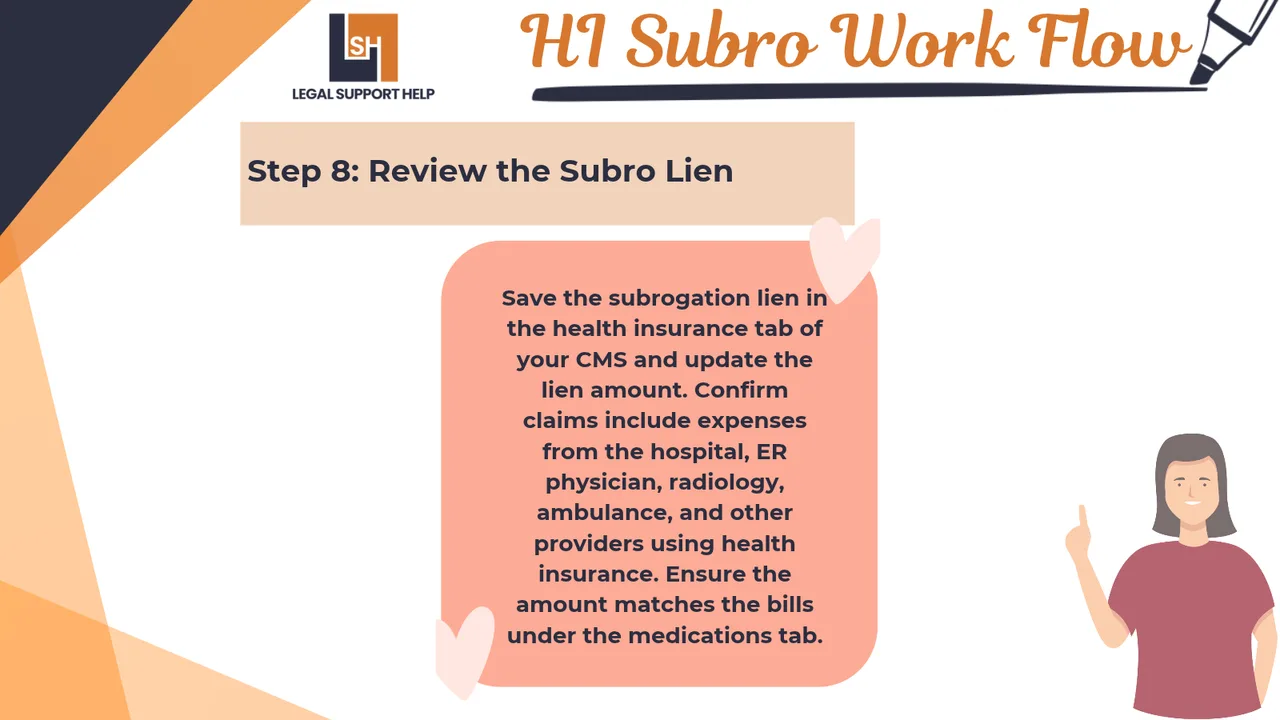 HI Subro Work Flow
LSH
LEGAL SUPPORT HELP
Step 8: Review the Subro Lien
Save the subrogation lien in
the health insurance tab of
your CMS and update the
lien amount. Confirm
claims include expenses
from the hospital, ER
physician, radiology,
ambulance, and other
providers using health
insurance. Ensure the
amount matches the bills
under the medications tab.